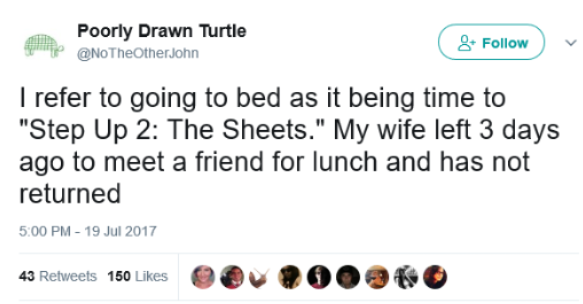 Poorly Drawn Turtle
@NoTheOtherJohn
Follow
I refer to going to bed as it being time to
"Step Up 2: The Sheets." My wife left 3 days
ago to meet a friend for lunch and has not
returned
5:00 PM - 19 Jul 2017
43 Retweets 150 Likes